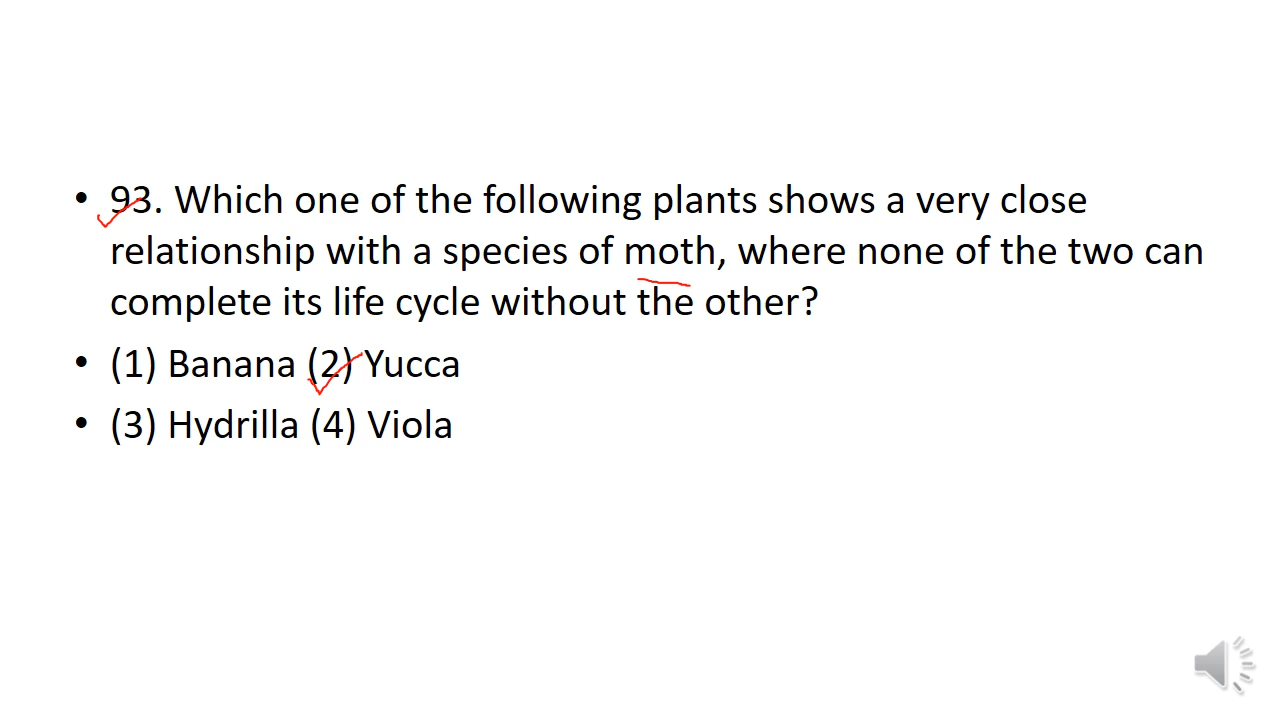 • 93. Which one of the following plants shows a very close
relationship with a species of moth, where none of the two can
complete its life cycle without the other?
• (1) Banana (2) Yucca
• (3) Hydrilla (4) Viola